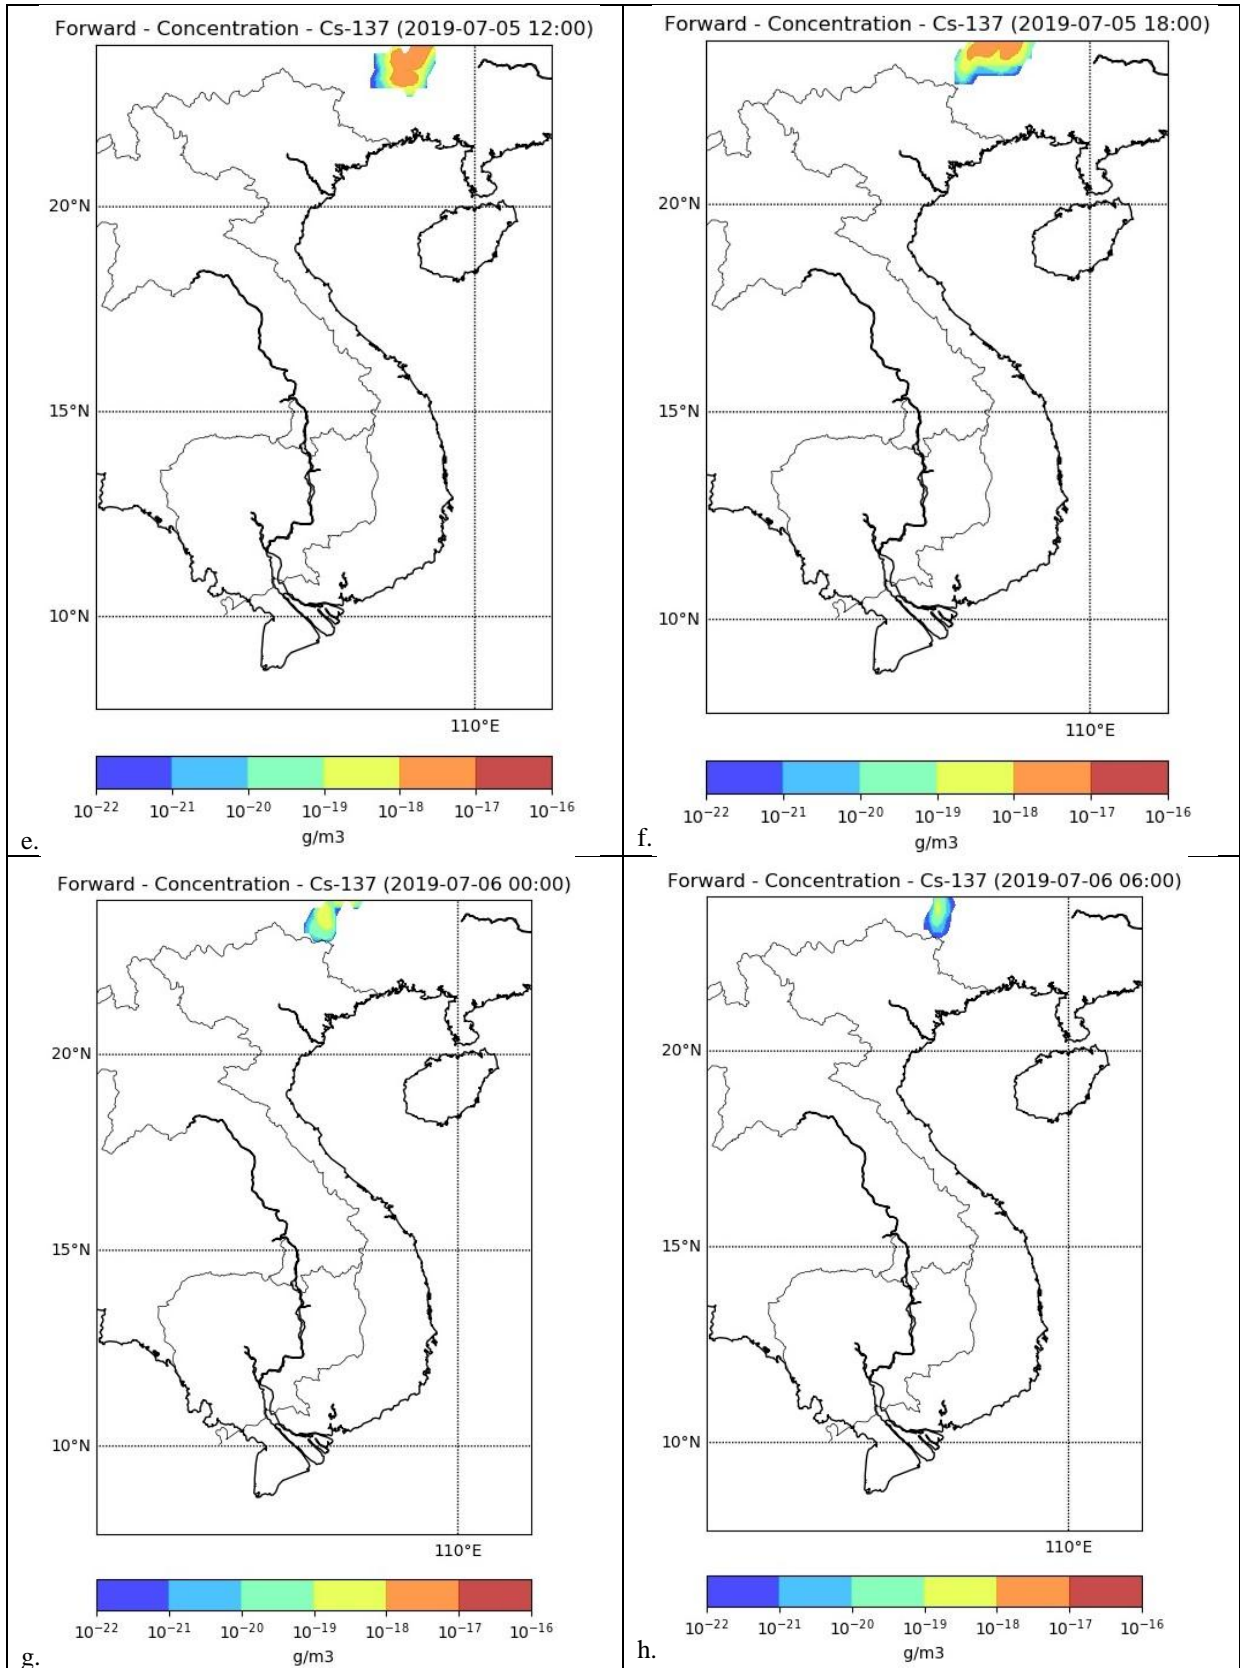 Forward - Concentration - Cs-137 (2019-07-05 12:00)
20°N
15°N
10°N
110°E
10−22 10−21 10−20 10−19 10−18 10−17 10−16
g/m3
e.
Forward - Concentration - Cs-137 (2019-07-05 18:00)
20°N
15°N
10°N
110°E
10−22 10−21 10−20 10−19 10−18 10−17 10−16
g/m3
f.
Forward - Concentration - Cs-137 (2019-07-06 00:00)
20°N
15°N
10°N
110°E
10−22 10−21 10−20 10−19 10−18 10−17 10−16
g/m3
g.
Forward - Concentration - Cs-137 (2019-07-06 06:00)
20°N
15°N
10°N
110°E
10−22 10−21 10−20 10−19 10−18 10−17 10−16
g/m3
h.